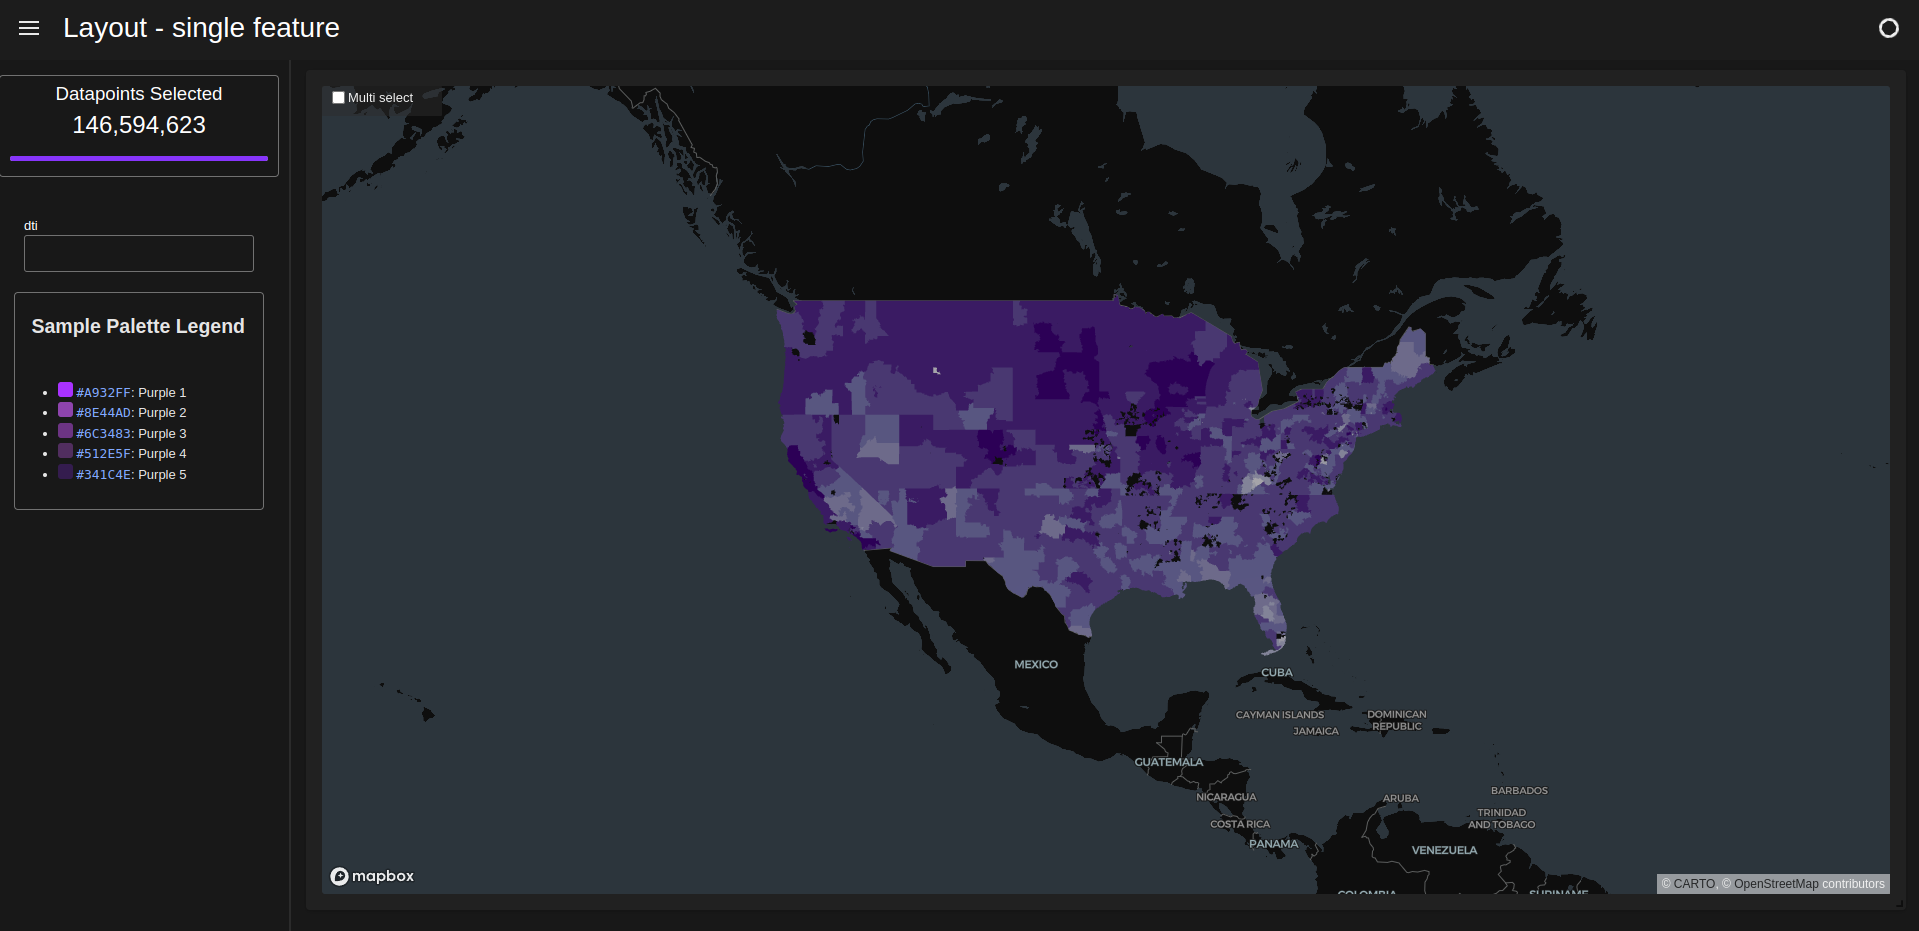 Layout - single feature
Datapoints Selected
146,594,623
dti
Sample Palette Legend
#A932FF: Purple 1
#8E44AD: Purple 2
#6C3483: Purple 3
#512E5F: Purple 4
#341C4E: Purple 5
Multi select
MEXICO
CUBA
CAYMAN ISLANDS
DOMINICAN
REPUBLIC
JAMAICA
GUATEMALA
NICARAGUA
ARUBA
BARBADOS
TRINIDAD
AND TOBAGO
COSTA RICA
PANAMA
VENEZUELA
COLOMBIA
SURINAME
mapbox
© CARTO, © OpenStreetMap contributors